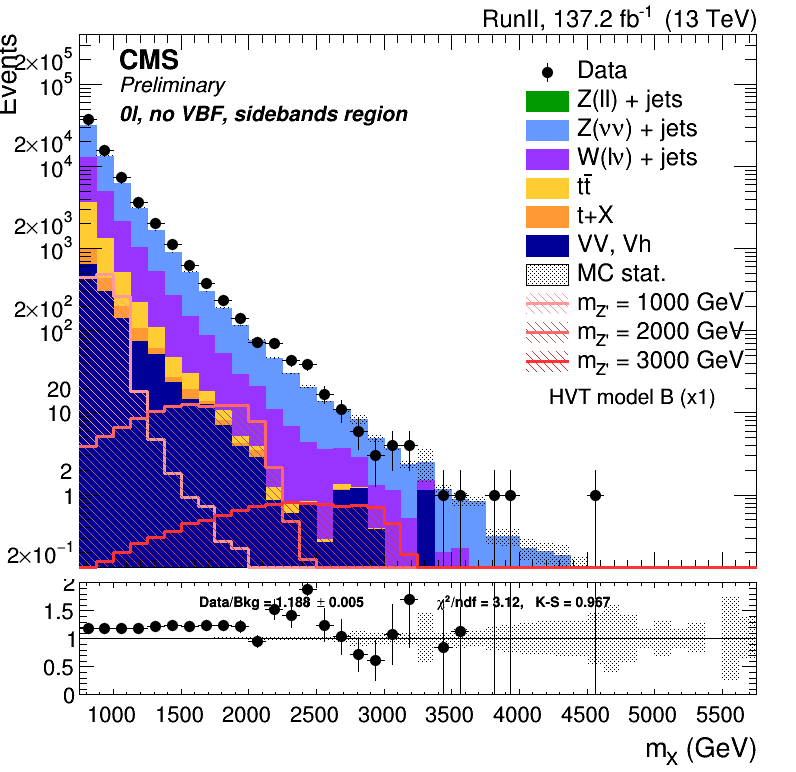 RunII, 137.2 fb⁻¹ (13 TeV)
Events
CMS
Preliminary
0l, no VBF, sidebands region
Data
Z(ll) + jets
Z(νν) + jets
W(lν) + jets
tt̄
t+X
VV, Vh
MC stat.
m_Z' = 1000 GeV
m_Z' = 2000 GeV
m_Z' = 3000 GeV
HVT model B (x1)
2×10⁵
10⁵
2×10⁴
10⁴
2×10³
10³
2×10²
10²
20
10
2
1
2×10⁻¹
Data/Bkg = 1.188 ± 0.005 χ²/ndf = 3.12, K-S = 0.967
2
1.5
1
0.5
0
1000 1500 2000 2500 3000 3500 4000 4500 5000 5500
m_X (GeV)